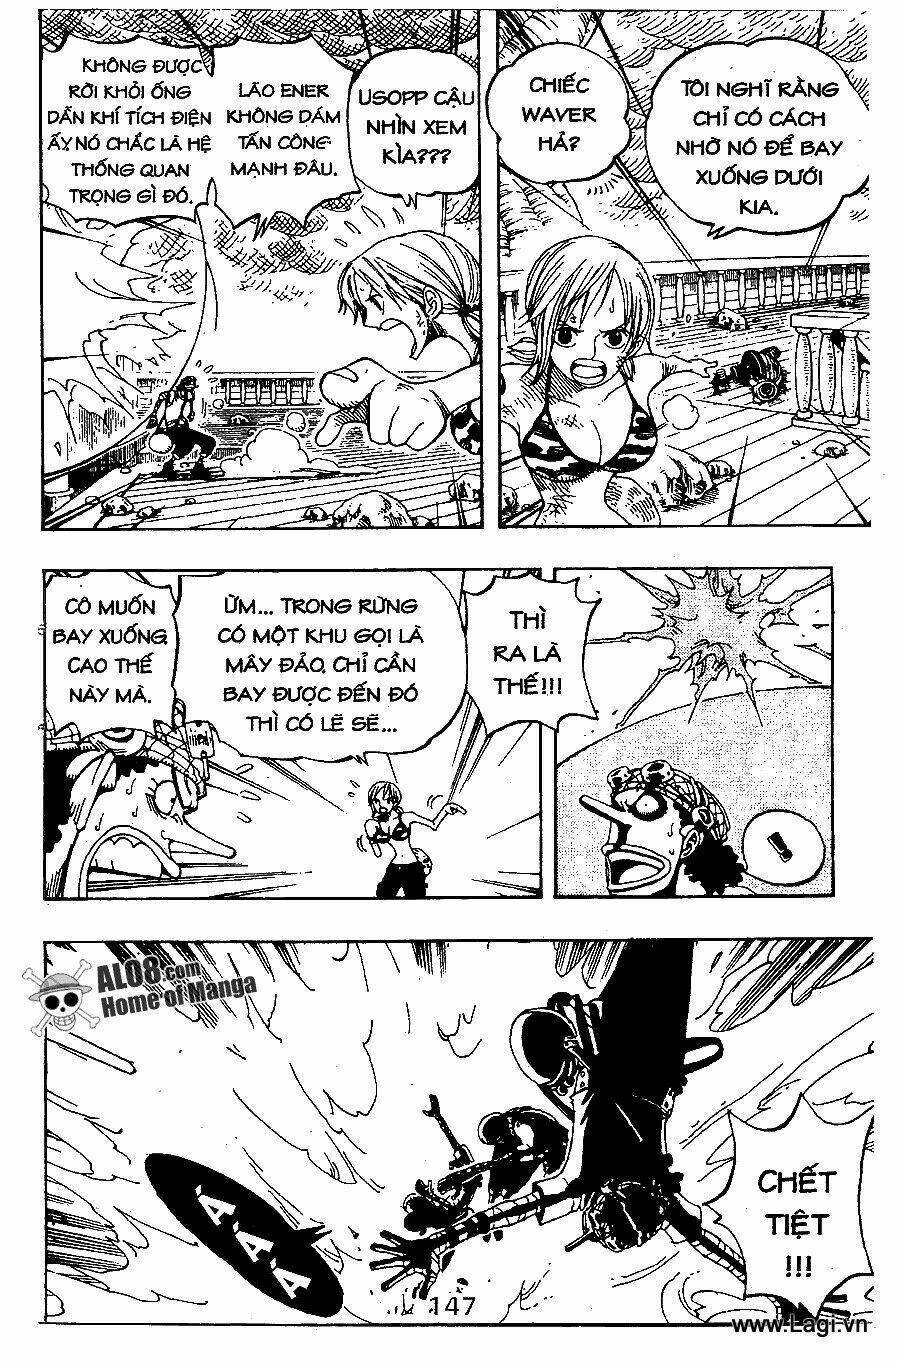 TÔI NGHĨ RẰNG
CHỈ CÓ CÁCH
NHỜ NÓ ĐỂ BAY
XUỐNG DƯỚI
KIA.
CHIẾC
WAVER
HẢ?
USOPP CẬU
NHÌN XEM
KÌA???
LÃO ENER
KHÔNG DÁM
TẤN CÔNG
MẠNH ĐÂU.
KHÔNG ĐƯỢC
RỜI KHỎI ỐNG
DẪN KHÍ TÍCH ĐIỆN
ẤY. NÓ CHẮC LÀ HỆ
THỐNG QUAN
TRỌNG GÌ ĐÓ.
!
THÌ
RA LÀ
THẾ!!!
ỪM... TRONG RỪNG
CÓ MỘT KHU GỌI LÀ
MÂY ĐẢO. CHỈ CẦN
BAY ĐƯỢC ĐẾN ĐÓ
THÌ CÓ LẼ SẼ...
CÔ MUỐN
BAY XUỐNG
CAO THẾ
NÀY MÀ.
ALO8.com
Home of Manga
CHẾT
TIỆT
!!!
Á
Á
Á
147
www.Lagi.vn